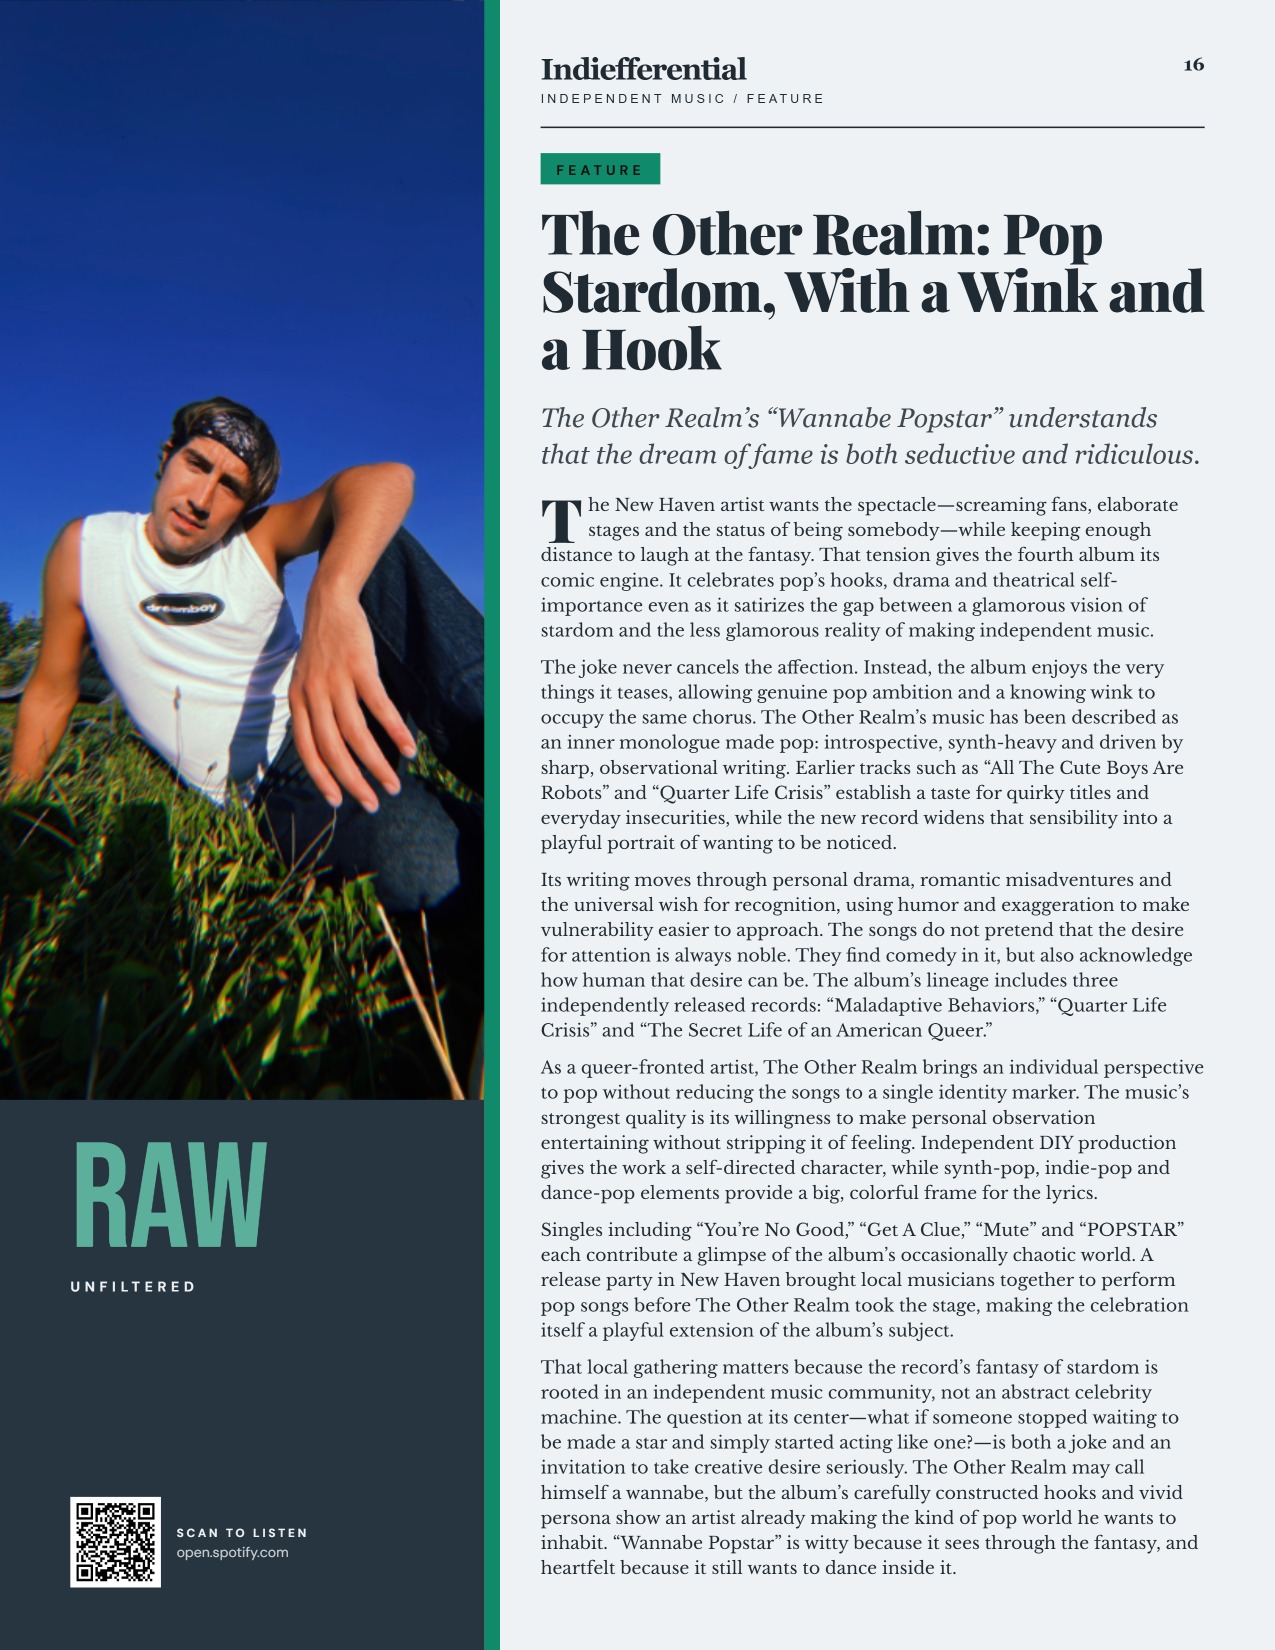 Indiefferential
16
INDEPENDENT MUSIC / FEATURE
FEATURE
The Other Realm: Pop
Stardom, With a Wink and
a Hook
The Other Realm’s “Wannabe Popstar” understands
that the dream of fame is both seductive and ridiculous.
The New Haven artist wants the spectacle—screaming fans, elaborate
stages and the status of being somebody—while keeping enough
distance to laugh at the fantasy. That tension gives the fourth album its
comic engine. It celebrates pop’s hooks, drama and theatrical self-
importance even as it satirizes the gap between a glamorous vision of
stardom and the less glamorous reality of making independent music.
The joke never cancels the affection. Instead, the album enjoys the very
things it teases, allowing genuine pop ambition and a knowing wink to
occupy the same chorus. The Other Realm’s music has been described as
an inner monologue made pop: introspective, synth-heavy and driven by
sharp, observational writing. Earlier tracks such as “All The Cute Boys Are
Robots” and “Quarter Life Crisis” establish a taste for quirky titles and
everyday insecurities, while the new record widens that sensibility into a
playful portrait of wanting to be noticed.
Its writing moves through personal drama, romantic misadventures and
the universal wish for recognition, using humor and exaggeration to make
vulnerability easier to approach. The songs do not pretend that the desire
for attention is always noble. They find comedy in it, but also acknowledge
how human that desire can be. The album’s lineage includes three
independently released records: “Maladaptive Behaviors,” “Quarter Life
Crisis” and “The Secret Life of an American Queer.”
As a queer-fronted artist, The Other Realm brings an individual perspective
to pop without reducing the songs to a single identity marker. The music’s
strongest quality is its willingness to make personal observation
entertaining without stripping it of feeling. Independent DIY production
gives the work a self-directed character, while synth-pop, indie-pop and
dance-pop elements provide a big, colorful frame for the lyrics.
Singles including “You’re No Good,” “Get A Clue,” “Mute” and “POPSTAR”
each contribute a glimpse of the album’s occasionally chaotic world. A
release party in New Haven brought local musicians together to perform
pop songs before The Other Realm took the stage, making the celebration
itself a playful extension of the album’s subject.
That local gathering matters because the record’s fantasy of stardom is
rooted in an independent music community, not an abstract celebrity
machine. The question at its center—what if someone stopped waiting to
be made a star and simply started acting like one?—is both a joke and an
invitation to take creative desire seriously. The Other Realm may call
himself a wannabe, but the album’s carefully constructed hooks and vivid
persona show an artist already making the kind of pop world he wants to
inhabit. “Wannabe Popstar” is witty because it sees through the fantasy, and
heartfelt because it still wants to dance inside it.
dreamboy
RAW
UNFILTERED
SCAN TO LISTEN
open.spotify.com